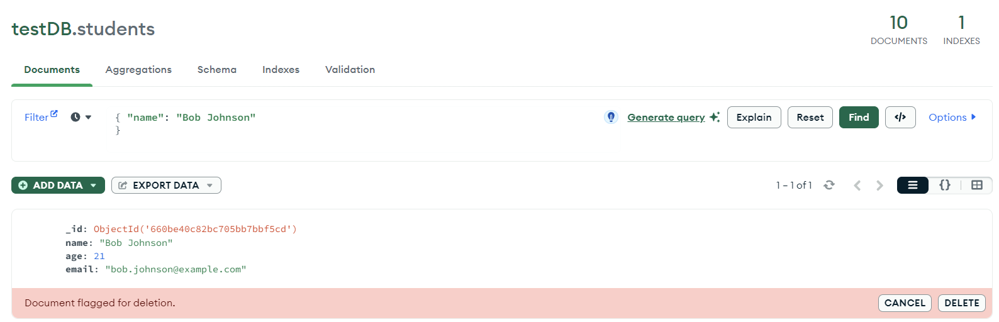 testDB.students
10
DOCUMENTS
1
INDEXES
Documents
Aggregations
Schema
Indexes
Validation
Filter
{ "name": "Bob Johnson"
}
Generate query
Explain
Reset
Find
</>
Options
ADD DATA
EXPORT DATA
1 – 1 of 1
{}
_id: ObjectId('660be40c82bc705bb7bbf5cd')
name: "Bob Johnson"
age: 21
email: "bob.johnson@example.com"
Document flagged for deletion.
CANCEL
DELETE